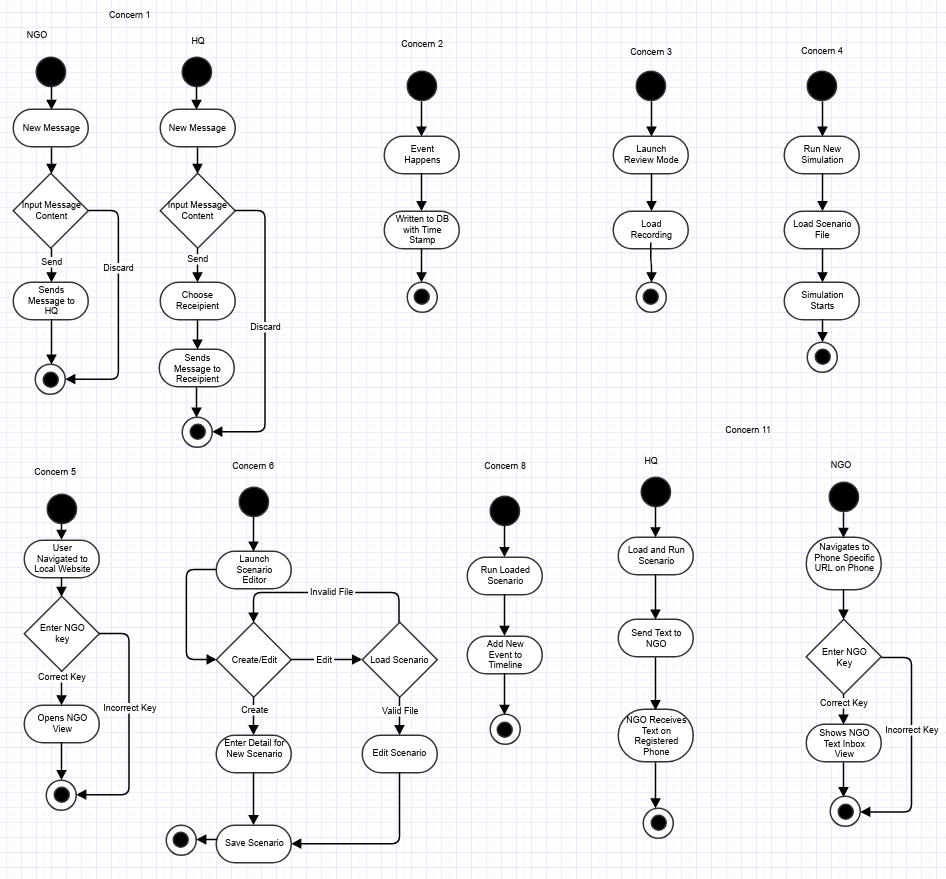 Concern 1
NGO
New Message
Input Message
Content
Send
Discard
Sends
Message to
HQ
HQ
New Message
Input Message
Content
Send
Discard
Choose
Receipient
Sends
Message to
Receipient
Concern 2
Event
Happens
Written to DB
with Time
Stamp
Concern 3
Launch
Review Mode
Load
Recording
Concern 4
Run New
Simulation
Load Scenario
File
Simulation
Starts
Concern 5
User
Navigated to
Local Website
Enter NGO
key
Correct Key
Incorrect Key
Opens NGO
View
Concern 6
Launch
Scenario
Editor
Invalid File
Create/Edit
Edit
Load Scenario
Create
Valid File
Enter Detail for
New Scenario
Edit Scenario
Save Scenario
Concern 8
Run Loaded
Scenario
Add New
Event to
Timeline
Concern 11
HQ
Load and Run
Scenario
Send Text to
NGO
NGO Receives
Text on
Registered
Phone
NGO
Navigates to
Phone Specific
URL on Phone
Enter NGO
Key
Correct Key
Incorrect Key
Shows NGO
Text Inbox
View